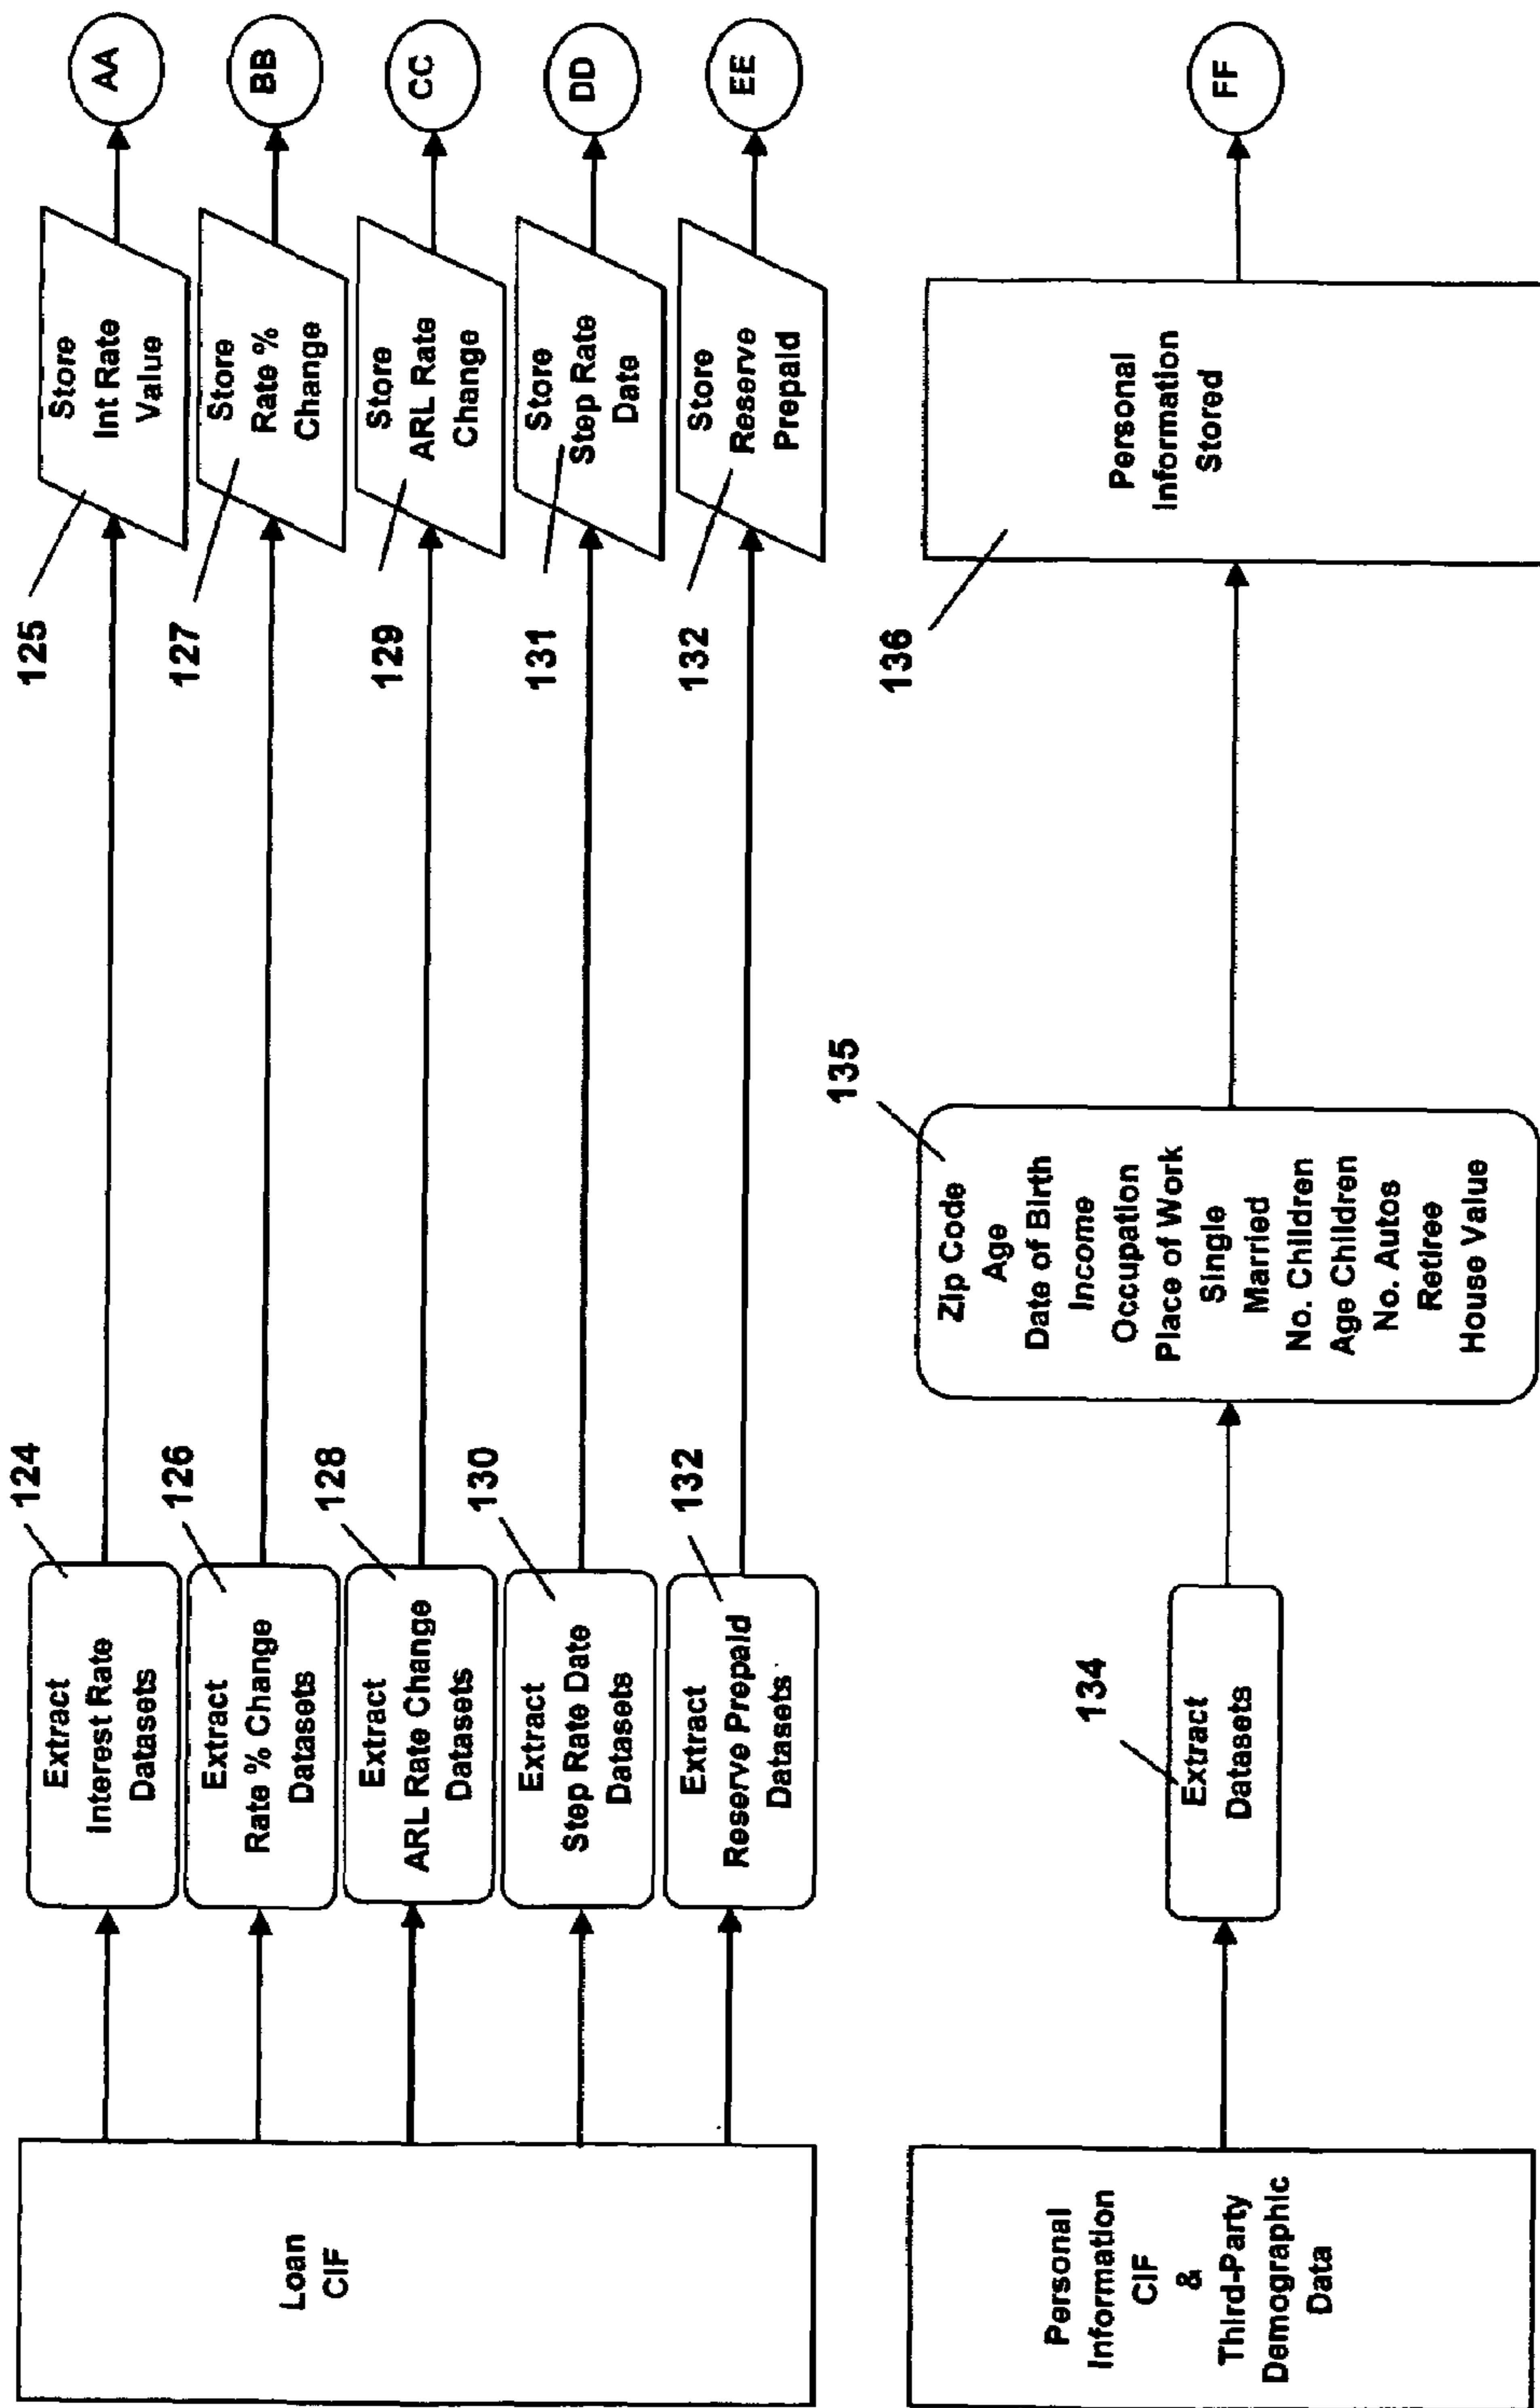 Loan
CIF
124
Extract
Interest Rate
Datasets
125
Store
Int Rate
Value
AA
126
Extract
Rate % Change
Datasets
127
Store
Rate %
Change
BB
128
Extract
ARL Rate Change
Datasets
129
Store
ARL Rate
Change
CC
130
Extract
Step Rate Date
Datasets
131
Store
Step Rate
Date
DD
132
Extract
Reserve Prepaid
Datasets
132
Store
Reserve
Prepaid
EE
Personal
Information
CIF
&
Third-Party
Demographic
Data
134
Extract
Datasets
135
Zip Code
Age
Date of Birth
Income
Occupation
Place of Work
Single
Married
No. Children
Age Children
No. Autos
Retiree
House Value
136
Personal
Information
Stored
FF